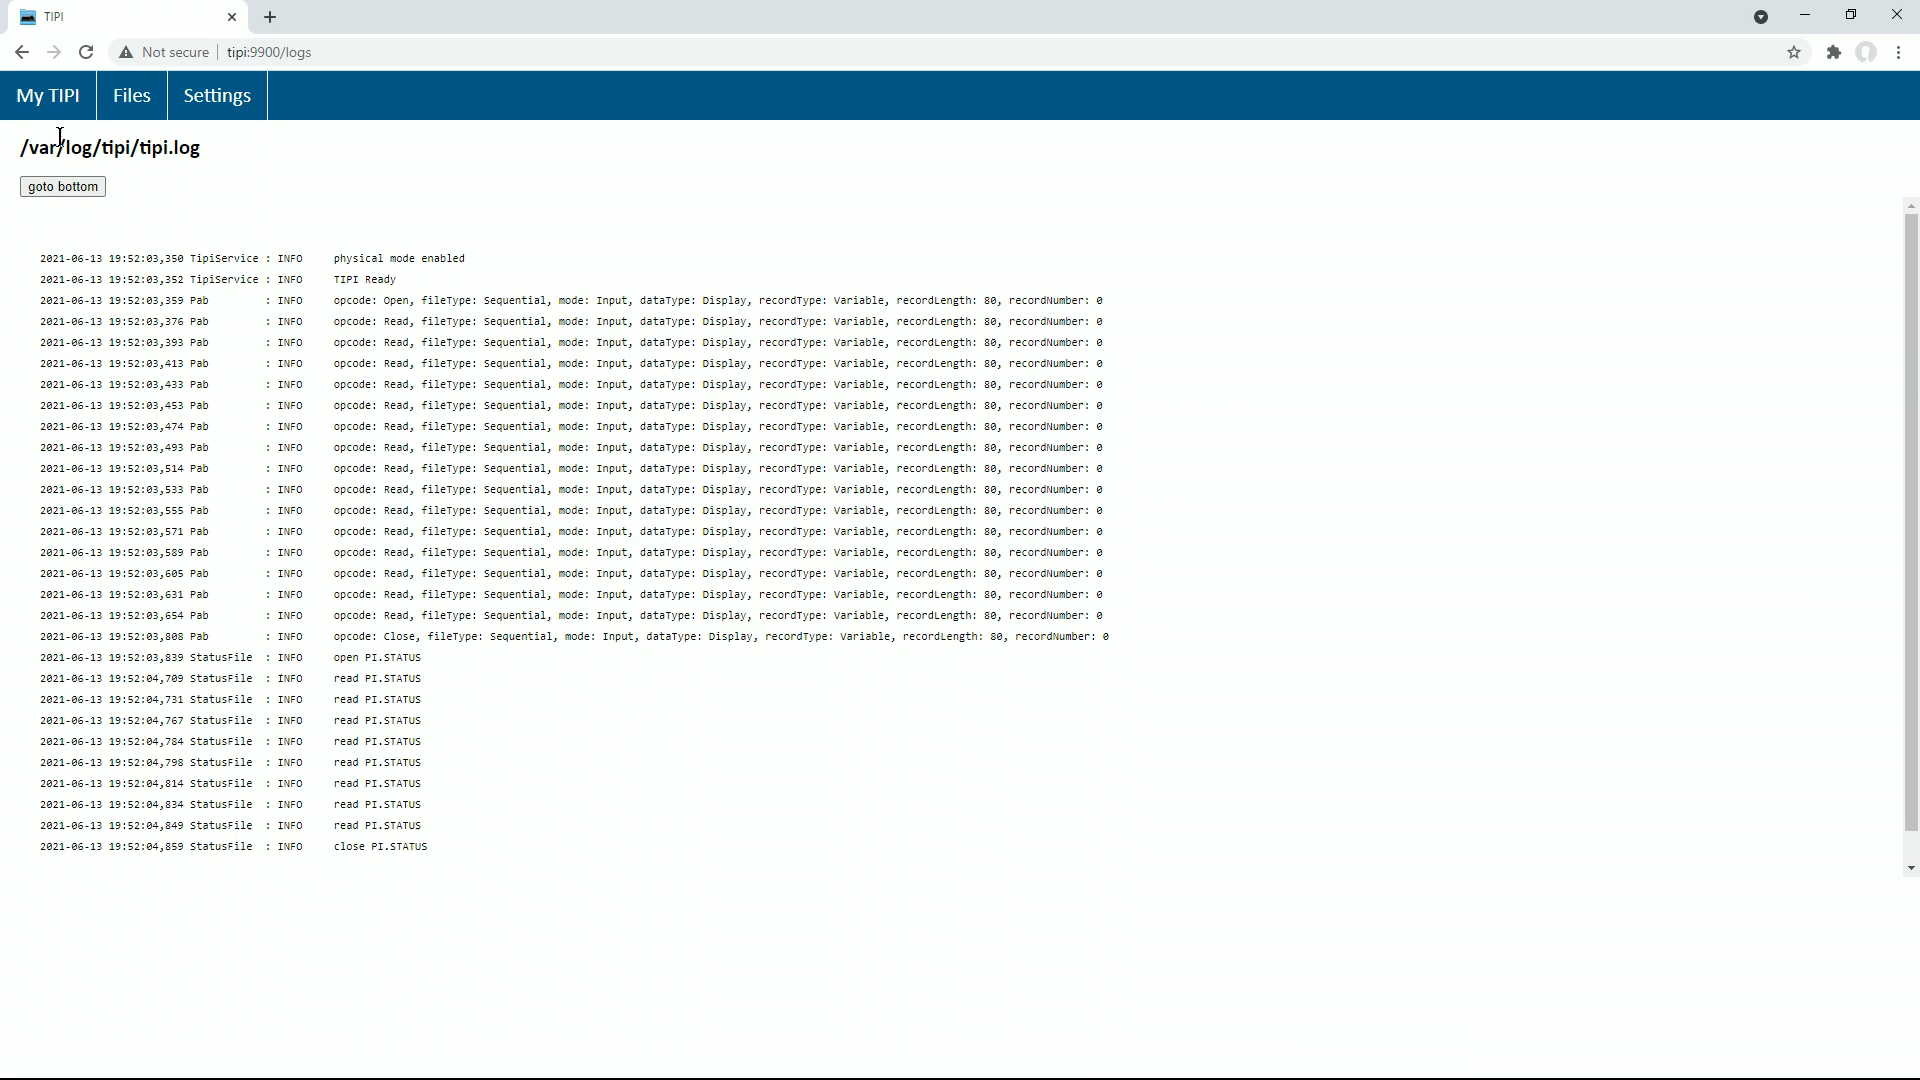 TIPI
Not secure
tipi:9900/logs
My TIPI
Files
Settings
/var/log/tipi/tipi.log
goto bottom
2021-06-13 19:52:03,350 TipiService : INFO physical mode enabled
2021-06-13 19:52:03,352 TipiService : INFO TIPI Ready
2021-06-13 19:52:03,359 Pab : INFO opcode: Open, fileType: Sequential, mode: Input, dataType: Display, recordType: Variable, recordLength: 80, recordNumber: 0
2021-06-13 19:52:03,376 Pab : INFO opcode: Read, fileType: Sequential, mode: Input, dataType: Display, recordType: Variable, recordLength: 80, recordNumber: 0
2021-06-13 19:52:03,393 Pab : INFO opcode: Read, fileType: Sequential, mode: Input, dataType: Display, recordType: Variable, recordLength: 80, recordNumber: 0
2021-06-13 19:52:03,413 Pab : INFO opcode: Read, fileType: Sequential, mode: Input, dataType: Display, recordType: Variable, recordLength: 80, recordNumber: 0
2021-06-13 19:52:03,433 Pab : INFO opcode: Read, fileType: Sequential, mode: Input, dataType: Display, recordType: Variable, recordLength: 80, recordNumber: 0
2021-06-13 19:52:03,453 Pab : INFO opcode: Read, fileType: Sequential, mode: Input, dataType: Display, recordType: Variable, recordLength: 80, recordNumber: 0
2021-06-13 19:52:03,474 Pab : INFO opcode: Read, fileType: Sequential, mode: Input, dataType: Display, recordType: Variable, recordLength: 80, recordNumber: 0
2021-06-13 19:52:03,493 Pab : INFO opcode: Read, fileType: Sequential, mode: Input, dataType: Display, recordType: Variable, recordLength: 80, recordNumber: 0
2021-06-13 19:52:03,514 Pab : INFO opcode: Read, fileType: Sequential, mode: Input, dataType: Display, recordType: Variable, recordLength: 80, recordNumber: 0
2021-06-13 19:52:03,533 Pab : INFO opcode: Read, fileType: Sequential, mode: Input, dataType: Display, recordType: Variable, recordLength: 80, recordNumber: 0
2021-06-13 19:52:03,555 Pab : INFO opcode: Read, fileType: Sequential, mode: Input, dataType: Display, recordType: Variable, recordLength: 80, recordNumber: 0
2021-06-13 19:52:03,571 Pab : INFO opcode: Read, fileType: Sequential, mode: Input, dataType: Display, recordType: Variable, recordLength: 80, recordNumber: 0
2021-06-13 19:52:03,589 Pab : INFO opcode: Read, fileType: Sequential, mode: Input, dataType: Display, recordType: Variable, recordLength: 80, recordNumber: 0
2021-06-13 19:52:03,605 Pab : INFO opcode: Read, fileType: Sequential, mode: Input, dataType: Display, recordType: Variable, recordLength: 80, recordNumber: 0
2021-06-13 19:52:03,631 Pab : INFO opcode: Read, fileType: Sequential, mode: Input, dataType: Display, recordType: Variable, recordLength: 80, recordNumber: 0
2021-06-13 19:52:03,654 Pab : INFO opcode: Read, fileType: Sequential, mode: Input, dataType: Display, recordType: Variable, recordLength: 80, recordNumber: 0
2021-06-13 19:52:03,808 Pab : INFO opcode: Close, fileType: Sequential, mode: Input, dataType: Display, recordType: Variable, recordLength: 80, recordNumber: 0
2021-06-13 19:52:03,839 StatusFile : INFO open PI.STATUS
2021-06-13 19:52:04,709 StatusFile : INFO read PI.STATUS
2021-06-13 19:52:04,731 StatusFile : INFO read PI.STATUS
2021-06-13 19:52:04,767 StatusFile : INFO read PI.STATUS
2021-06-13 19:52:04,784 StatusFile : INFO read PI.STATUS
2021-06-13 19:52:04,798 StatusFile : INFO read PI.STATUS
2021-06-13 19:52:04,814 StatusFile : INFO read PI.STATUS
2021-06-13 19:52:04,834 StatusFile : INFO read PI.STATUS
2021-06-13 19:52:04,849 StatusFile : INFO read PI.STATUS
2021-06-13 19:52:04,859 StatusFile : INFO close PI.STATUS